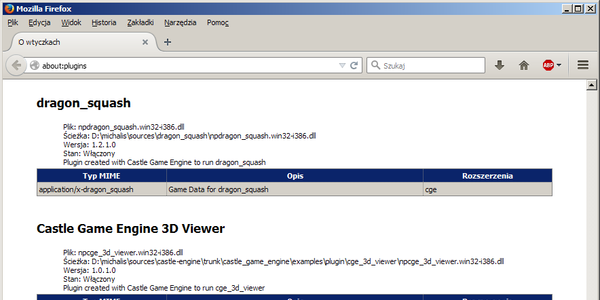 Mozilla Firefox
Plik Edycja Widok Historia Zakładki Narzędzia Pomoc
O wtyczkach
about:plugins
Szukaj
ABP
dragon_squash
Plik: npdragon_squash.win32-i386.dll
Ścieżka: D:\michalis\sources\dragon_squash\npdragon_squash.win32-i386.dll
Wersja: 1.2.1.0
Stan: Włączony
Plugin created with Castle Game Engine to run dragon_squash
Typ MIME Opis Rozszerzenia
application/x-dragon_squash Game Data for dragon_squash cge
Castle Game Engine 3D Viewer
Plik: npcge_3d_viewer.win32-i386.dll
Ścieżka: D:\michalis\sources\castle-engine\trunk\castle_game_engine\examples\plugin\cge_3d_viewer\npcge_3d_viewer.win32-i386.dll
Wersja: 1.0.1.0
Stan: Włączony
Plugin created with Castle Game Engine to run cge_3d_viewer